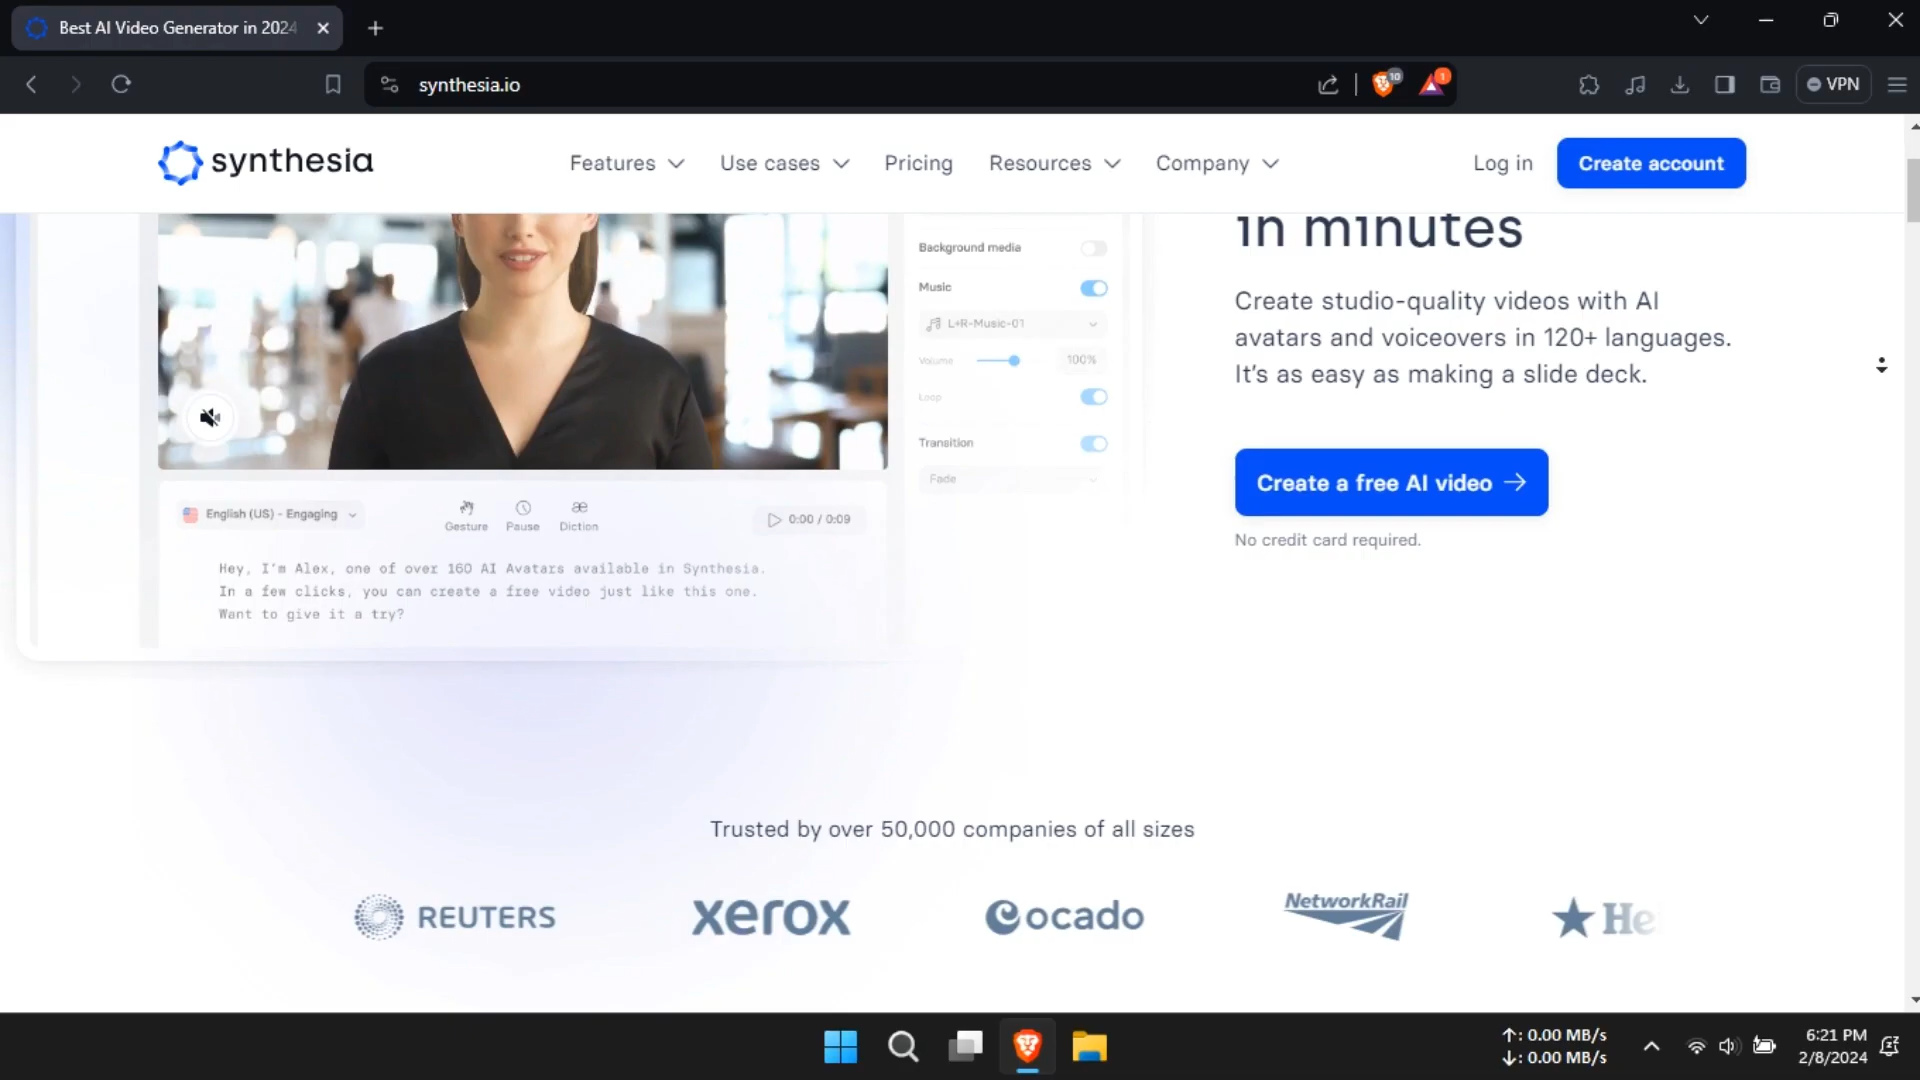 Best AI Video Generator in 2024
synthesia.io
10
1
VPN
synthesia
Features
Use cases
Pricing
Resources
Company
Log in
Create account
in minutes
Create studio-quality videos with AI
avatars and voiceovers in 120+ languages.
It's as easy as making a slide deck.
Create a free AI video
No credit card required.
Background media
Music
L+R-Music-01
Volume
100%
Loop
Transition
Fade
English (US) - Engaging
Gesture
Pause
æ
Diction
0:00 / 0:09
Hey, I'm Alex, one of over 160 AI Avatars available in Synthesia.
In a few clicks, you can create a free video just like this one.
Want to give it a try?
Trusted by over 50,000 companies of all sizes
REUTERS
xerox
ocado
NetworkRail
He
↑: 0.00 MB/s
↓: 0.00 MB/s
6:21 PM
2/8/2024